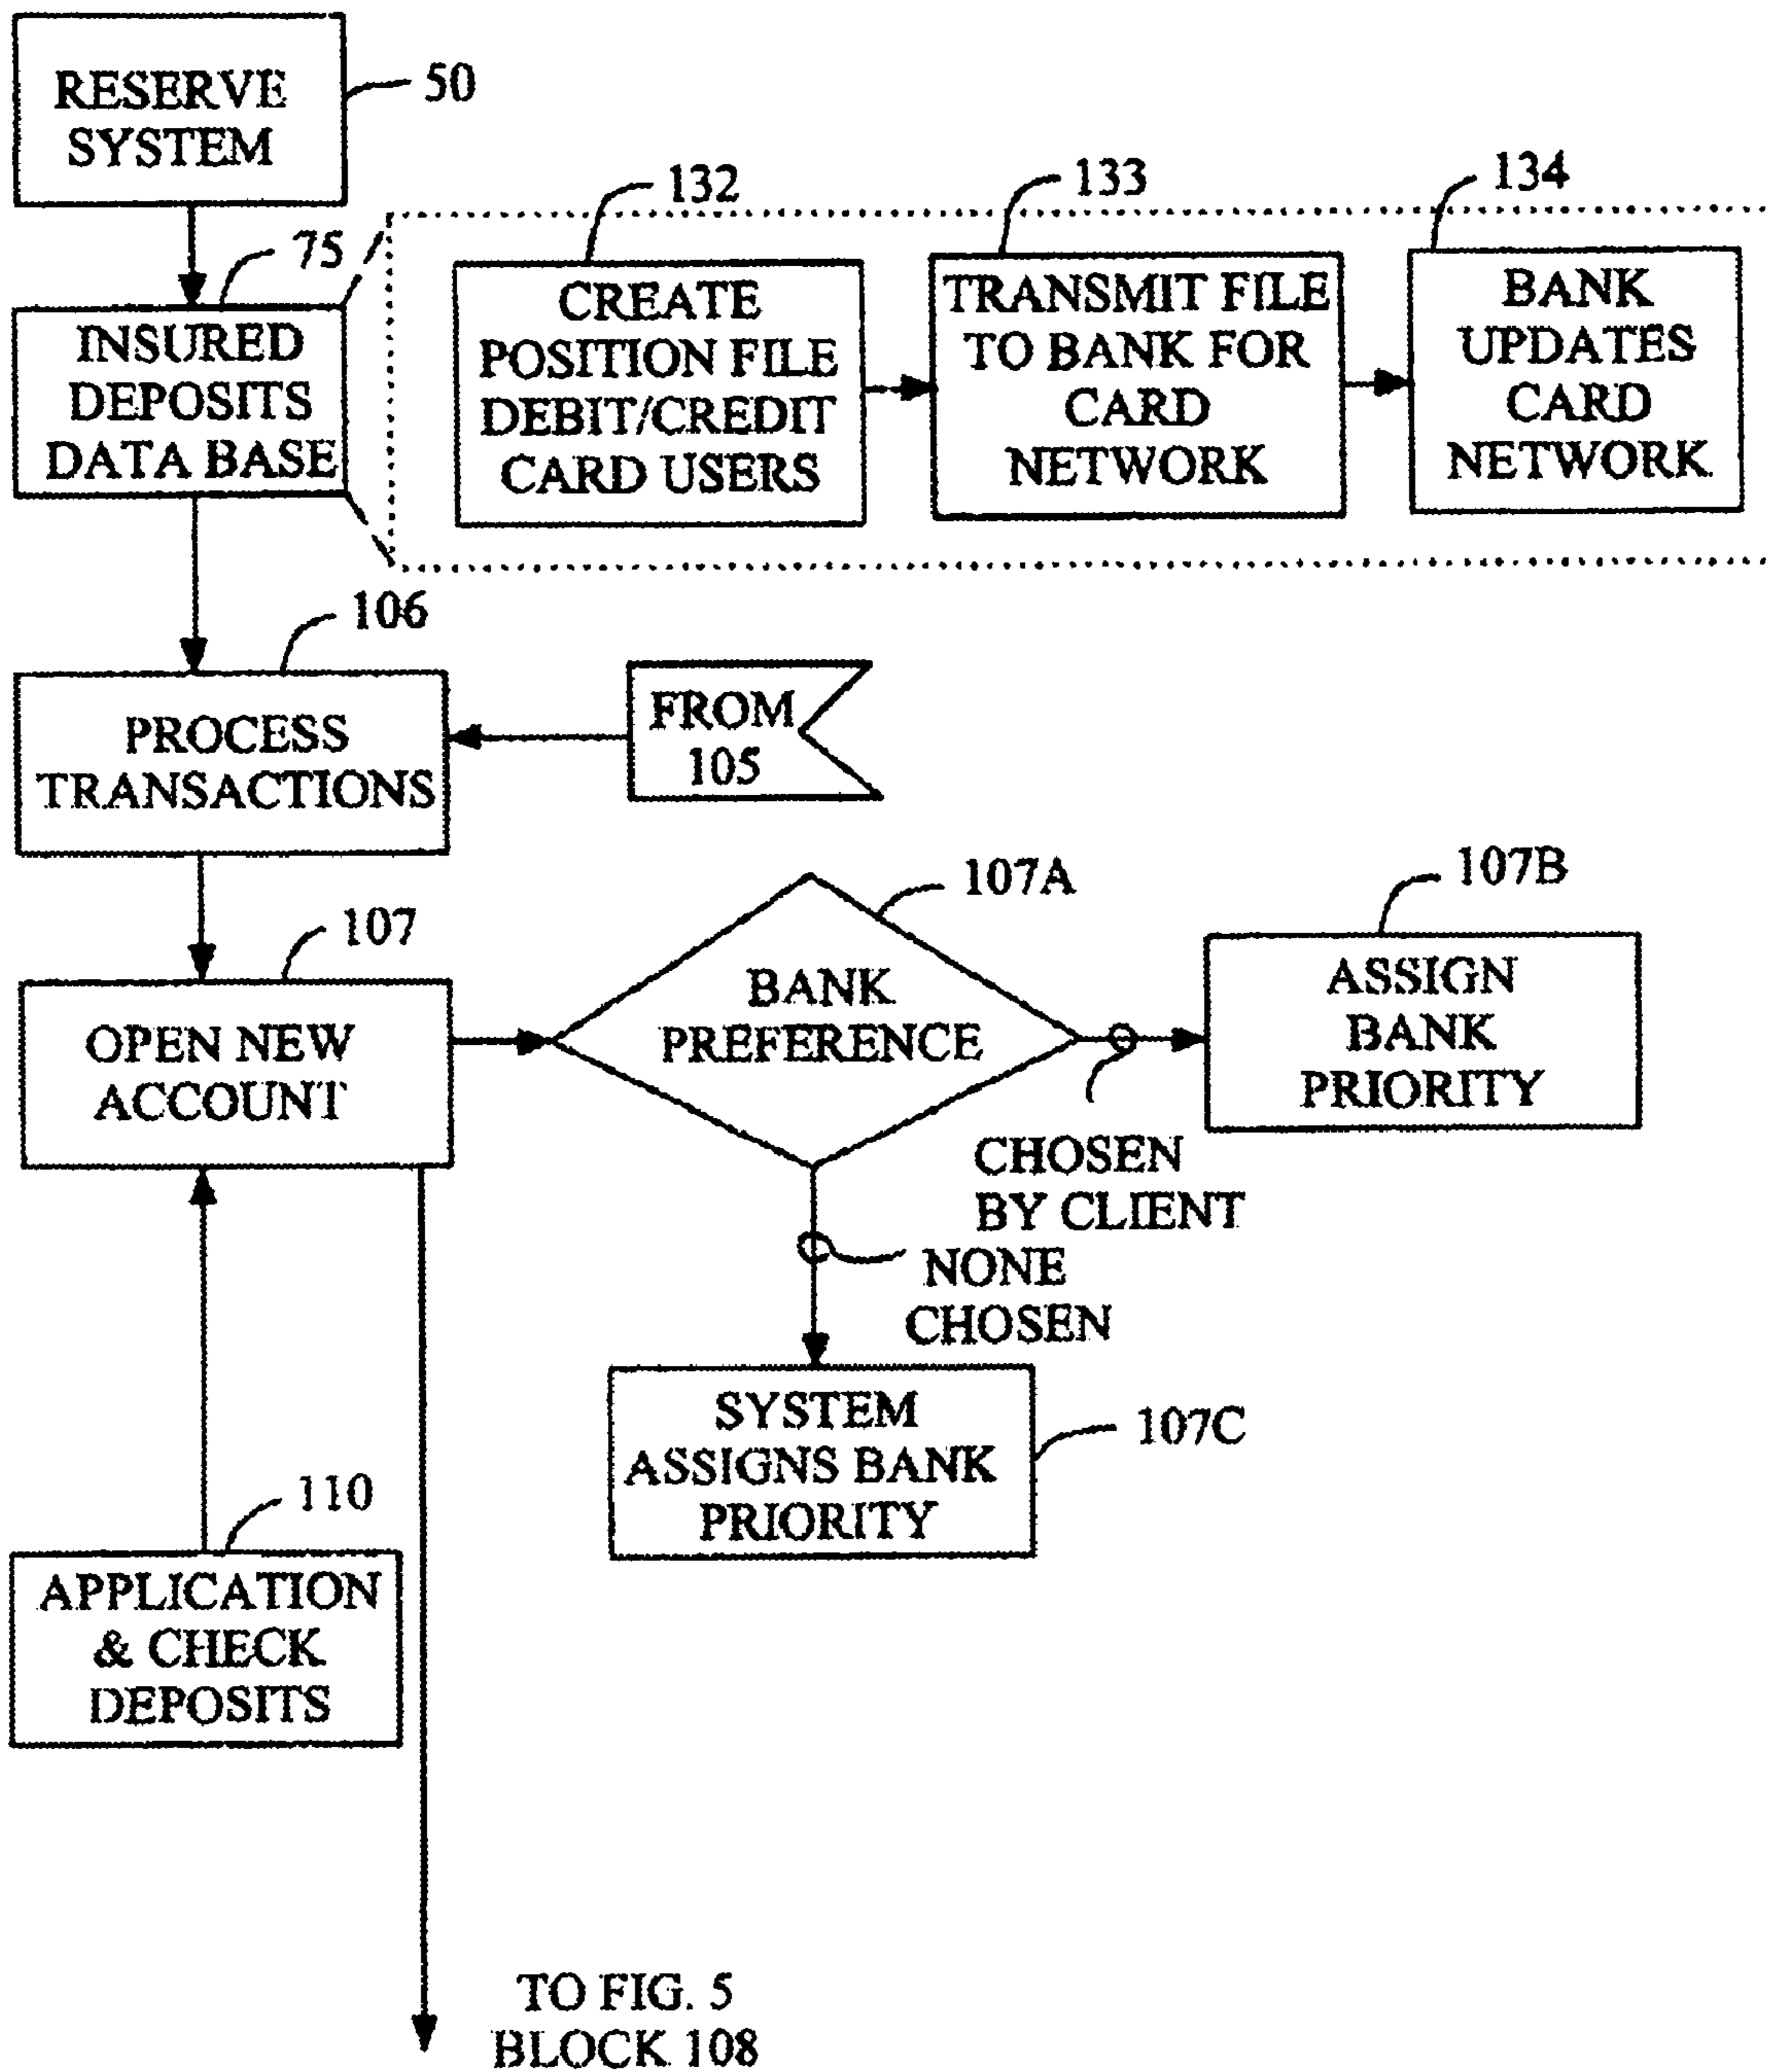 RESERVE
SYSTEM
50
75
INSURED
DEPOSITS
DATA BASE
132
CREATE
POSITION FILE
DEBIT/CREDIT
CARD USERS
133
TRANSMIT FILE
TO BANK FOR
CARD
NETWORK
134
BANK
UPDATES
CARD
NETWORK
106
PROCESS
TRANSACTIONS
FROM
105
107
OPEN NEW
ACCOUNT
107A
BANK
PREFERENCE
107B
ASSIGN
BANK
PRIORITY
CHOSEN
BY CLIENT
NONE
CHOSEN
SYSTEM
ASSIGNS BANK
PRIORITY
107C
110
APPLICATION
& CHECK
DEPOSITS
TO FIG. 5
BLOCK 108